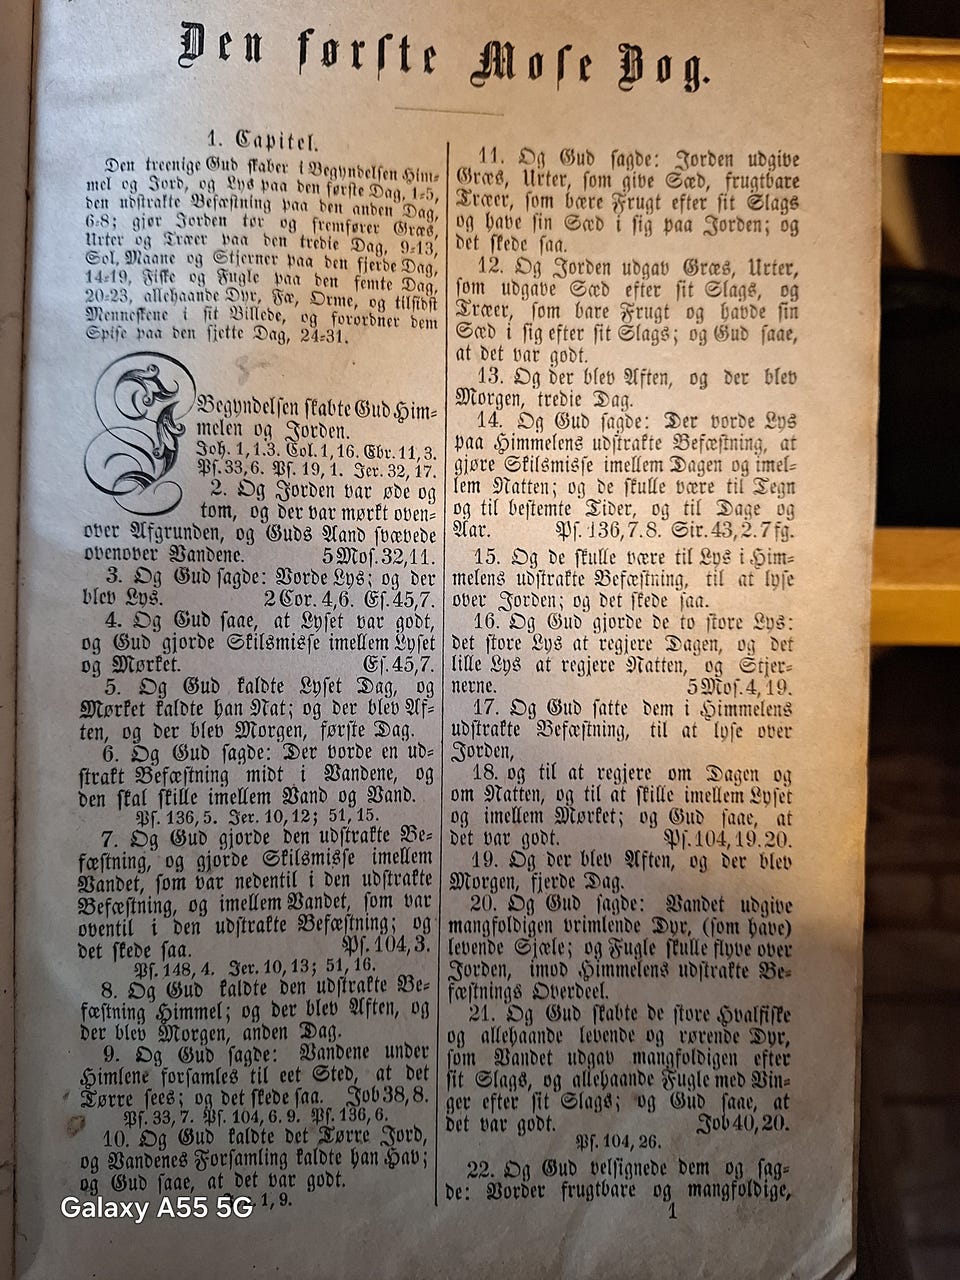 Den første Mose Bog.
1. Capitel.
Den treenige Gud skaber i Begyndelsen Him-
mel og Jord, og Lys paa den første Dag, 1-5,
den udstrakte Befæstning paa den anden Dag,
6-8; gjør Jorden tør og fremfører Græs,
Urter og Træer paa den tredie Dag, 9-13,
Sol, Maane og Stjerner paa den fjerde Dag,
14-19, Fiske og Fugle paa den femte Dag,
20-23, allehaande Dyr, Fæ, Orme, og tilsidst
Menneskene i sit Billede, og forordner dem
Spise paa den sjette Dag, 24-31.
I Begyndelsen skabte Gud Him-
melen og Jorden.
Joh. 1, 1.3. Col. 1, 16. Ebr. 11, 3.
Ps. 33, 6. Ps. 19, 1. Jer. 32, 17.
2. Og Jorden var øde og
tom, og der var mørkt oven-
over Afgrunden, og Guds Aand svævede
ovenover Vandene. 5 Mos. 32, 11.
3. Og Gud sagde: Vorde Lys; og der
blev Lys. 2 Cor. 4, 6. Es. 45, 7.
4. Og Gud saae, at Lyset var godt,
og Gud gjorde Skilsmisse imellem Lyset
og Mørket. Es. 45, 7.
5. Og Gud kaldte Lyset Dag, og
Mørket kaldte han Nat; og der blev Af-
ten, og der blev Morgen, første Dag.
6. Og Gud sagde: Der vorde en ud-
strakt Befæstning midt i Vandene, og
den skal skille imellem Vand og Vand.
Ps. 136, 5. Jer. 10, 12; 51, 15.
7. Og Gud gjorde den udstrakte Be-
fæstning, og gjorde Skilsmisse imellem
Vandet, som var nedentil i den udstrakte
Befæstning, og imellem Vandet, som var
oventil i den udstrakte Befæstning; og
det skede saa. Ps. 104, 3.
Ps. 148, 4. Jer. 10, 13; 51, 16.
8. Og Gud kaldte den udstrakte Be-
fæstning Himmel; og der blev Aften, og
der blev Morgen, anden Dag.
9. Og Gud sagde: Vandene under
Himlene forsamles til eet Sted, at det
Tørre sees; og det skede saa. Job 38, 8.
Ps. 33, 7. Ps. 104, 6. 9. Ps. 136, 6.
10. Og Gud kaldte det Tørre Jord,
og Vandenes Forsamling kaldte han Hav;
og Gud saae, at det var godt.
1, 9.
11. Og Gud sagde: Jorden udgive
Græs, Urter, som give Sæd, frugtbare
Træer, som bære Frugt efter sit Slags
og have sin Sæd i sig paa Jorden; og
det skede saa.
12. Og Jorden udgav Græs, Urter,
som udgave Sæd efter sit Slags, og
Træer, som bare Frugt og havde sin
Sæd i sig efter sit Slags; og Gud saae,
at det var godt.
13. Og der blev Aften, og der blev
Morgen, tredie Dag.
14. Og Gud sagde: Der vorde Lys
paa Himmelens udstrakte Befæstning, at
gjøre Skilsmisse imellem Dagen og imel-
lem Natten; og de skulle være til Tegn
og til bestemte Tider, og til Dage og
Aar. Ps. 136, 7. 8. Sir. 43, 2. 7 fg.
15. Og de skulle være til Lys i Him-
melens udstrakte Befæstning, til at lyse
over Jorden; og det skede saa.
16. Og Gud gjorde de to store Lys:
det store Lys at regjere Dagen, og det
lille Lys at regjere Natten, og Stjer-
nerne. 5 Mos. 4, 19.
17. Og Gud satte dem i Himmelens
udstrakte Befæstning, til at lyse over
Jorden,
18. og til at regjere om Dagen og
om Natten, og til at skille imellem Lyset
og imellem Mørket; og Gud saae, at
det var godt. Ps. 104, 19. 20.
19. Og der blev Aften, og der blev
Morgen, fjerde Dag.
20. Og Gud sagde: Vandet udgive
mangfoldigen vrimlende Dyr, (som have)
levende Sjæle; og Fugle skulle flyve over
Jorden, imod Himmelens udstrakte Be-
fæstnings Overdeel.
21. Og Gud skabte de store Hvalfiske
og allehaande levende og rørende Dyr,
som Vandet udgav mangfoldigen efter
sit Slags, og allehaande Fugle med Vin-
ger efter sit Slags; og Gud saae, at
det var godt. Job 40, 20.
Ps. 104, 26.
22. Og Gud velsignede dem og sag-
de: Vorder frugtbare og mangfoldige,
1
Galaxy A55 5G